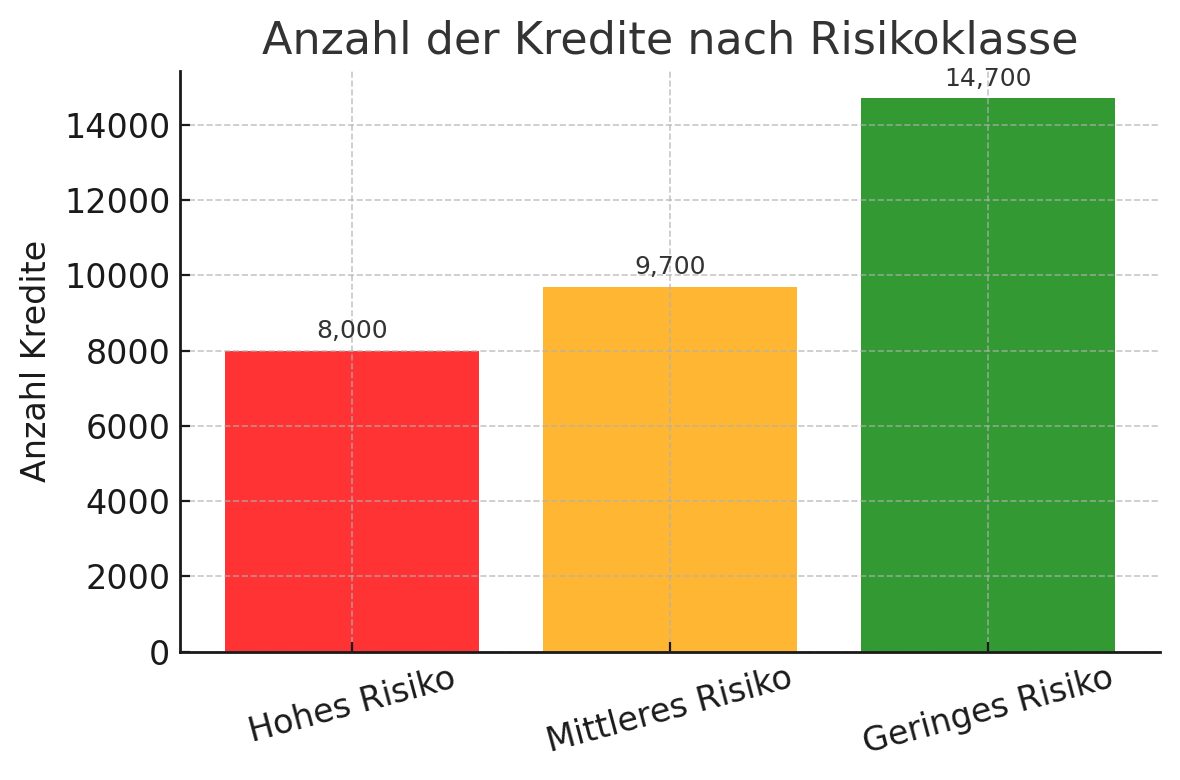 Anzahl der Kredite nach Risikoklasse
Anzahl Kredite
14000
12000
10000
8000
6000
4000
2000
0
8,000
9,700
14,700
Hohes Risiko
Mittleres Risiko
Geringes Risiko